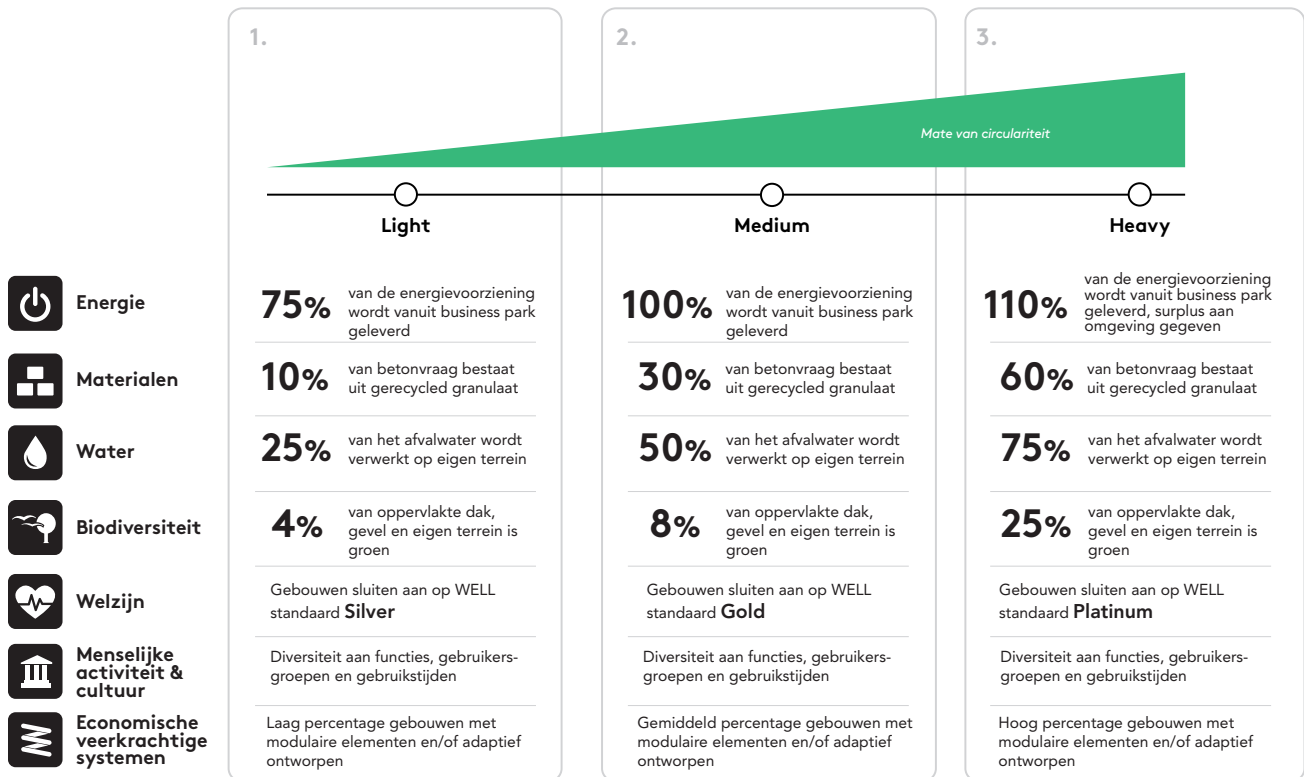 1.
2.
3.
Mate van circulariteit
Light
Medium
Heavy
Energie
75% van de energievoorziening
wordt vanuit business park
geleverd
100% van de energievoorziening
wordt vanuit business park
geleverd
110% van de energievoorziening
wordt vanuit business park
geleverd, surplus aan
omgeving gegeven
Materialen
10% van betonvraag bestaat
uit gerecycled granulaat
30% van betonvraag bestaat
uit gerecycled granulaat
60% van betonvraag bestaat
uit gerecycled granulaat
Water
25% van het afvalwater wordt
verwerkt op eigen terrein
50% van het afvalwater wordt
verwerkt op eigen terrein
75% van het afvalwater wordt
verwerkt op eigen terrein
Biodiversiteit
4% van oppervlakte dak,
gevel en eigen terrein is
groen
8% van oppervlakte dak,
gevel en eigen terrein is
groen
25% van oppervlakte dak,
gevel en eigen terrein is
groen
Welzijn
Gebouwen sluiten aan op WELL
standaard Silver
Gebouwen sluiten aan op WELL
standaard Gold
Gebouwen sluiten aan op WELL
standaard Platinum
Menselijke
activiteit &
cultuur
Diversiteit aan functies, gebruikers-
groepen en gebruikstijden
Diversiteit aan functies, gebruikers-
groepen en gebruikstijden
Diversiteit aan functies, gebruikers-
groepen en gebruikstijden
Economische
veerkrachtige
systemen
Laag percentage gebouwen met
modulaire elementen en/of adaptief
ontworpen
Gemiddeld percentage gebouwen met
modulaire elementen en/of adaptief
ontworpen
Hoog percentage gebouwen met
modulaire elementen en/of adaptief
ontworpen